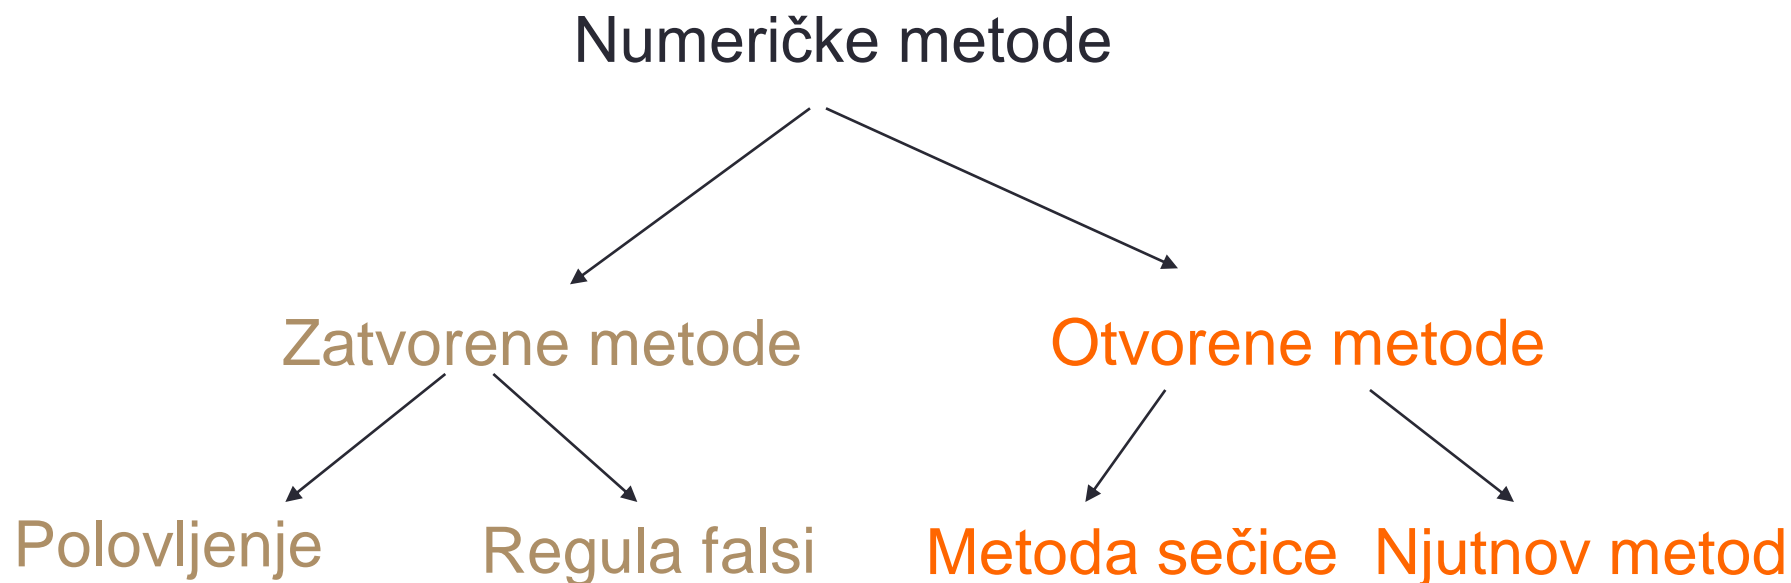 Numeričke metode
Zatvorene metode Otvorene metode
Polovljenje Regula falsi Metoda sečice Njutnov metod